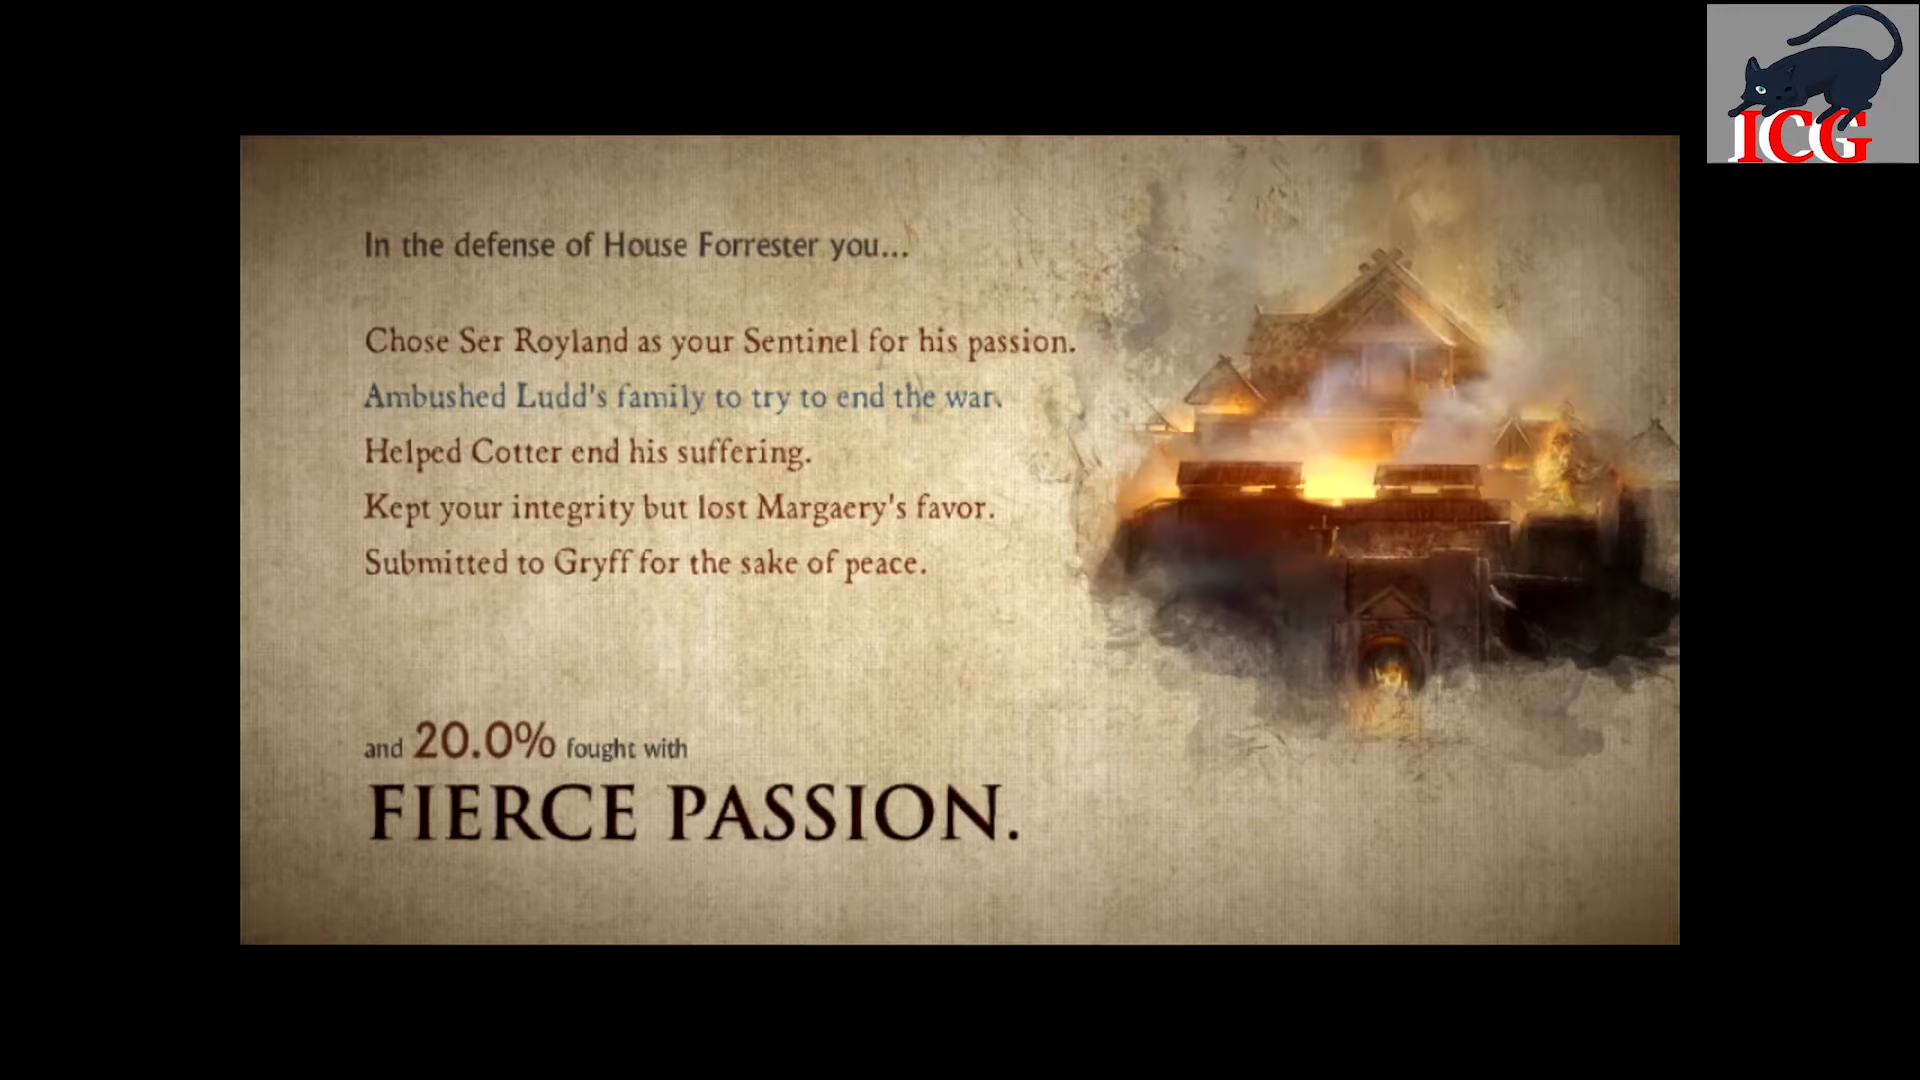 ICG
In the defense of House Forrester you...
Chose Ser Royland as your Sentinel for his passion.
Ambushed Ludd's family to try to end the war.
Helped Cotter end his suffering.
Kept your integrity but lost Margaery's favor.
Submitted to Gryff for the sake of peace.
and 20.0% fought with
FIERCE PASSION.